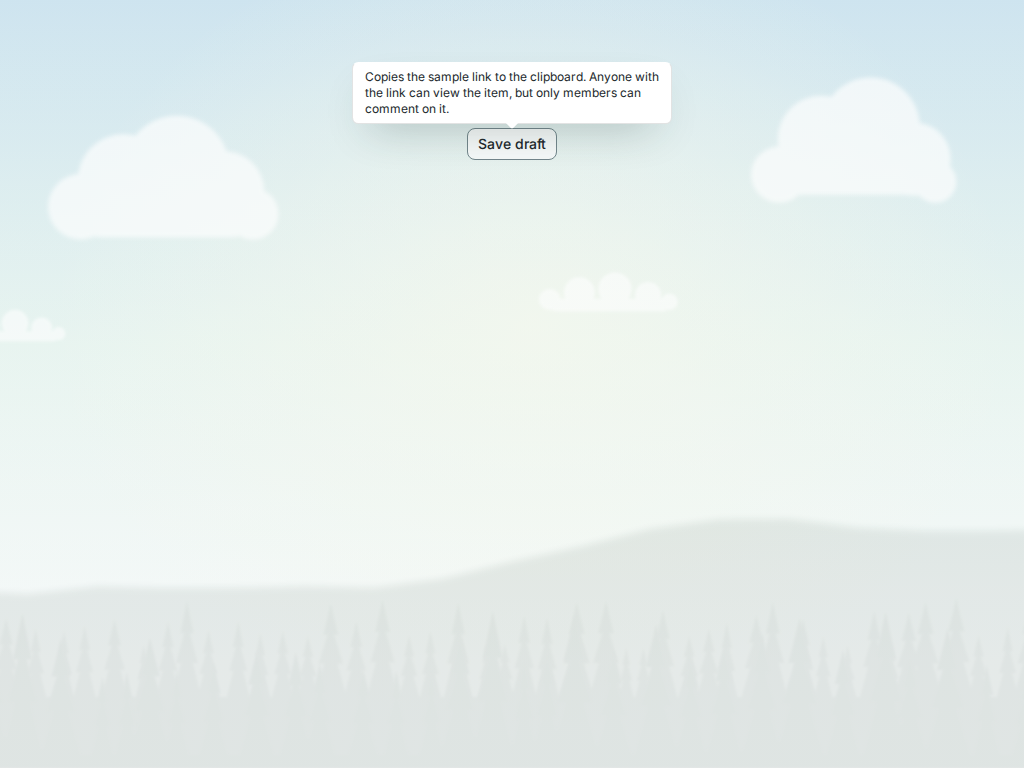 Copies the sample link to the clipboard. Anyone with
the link can view the item, but only members can
comment on it.
Save draft